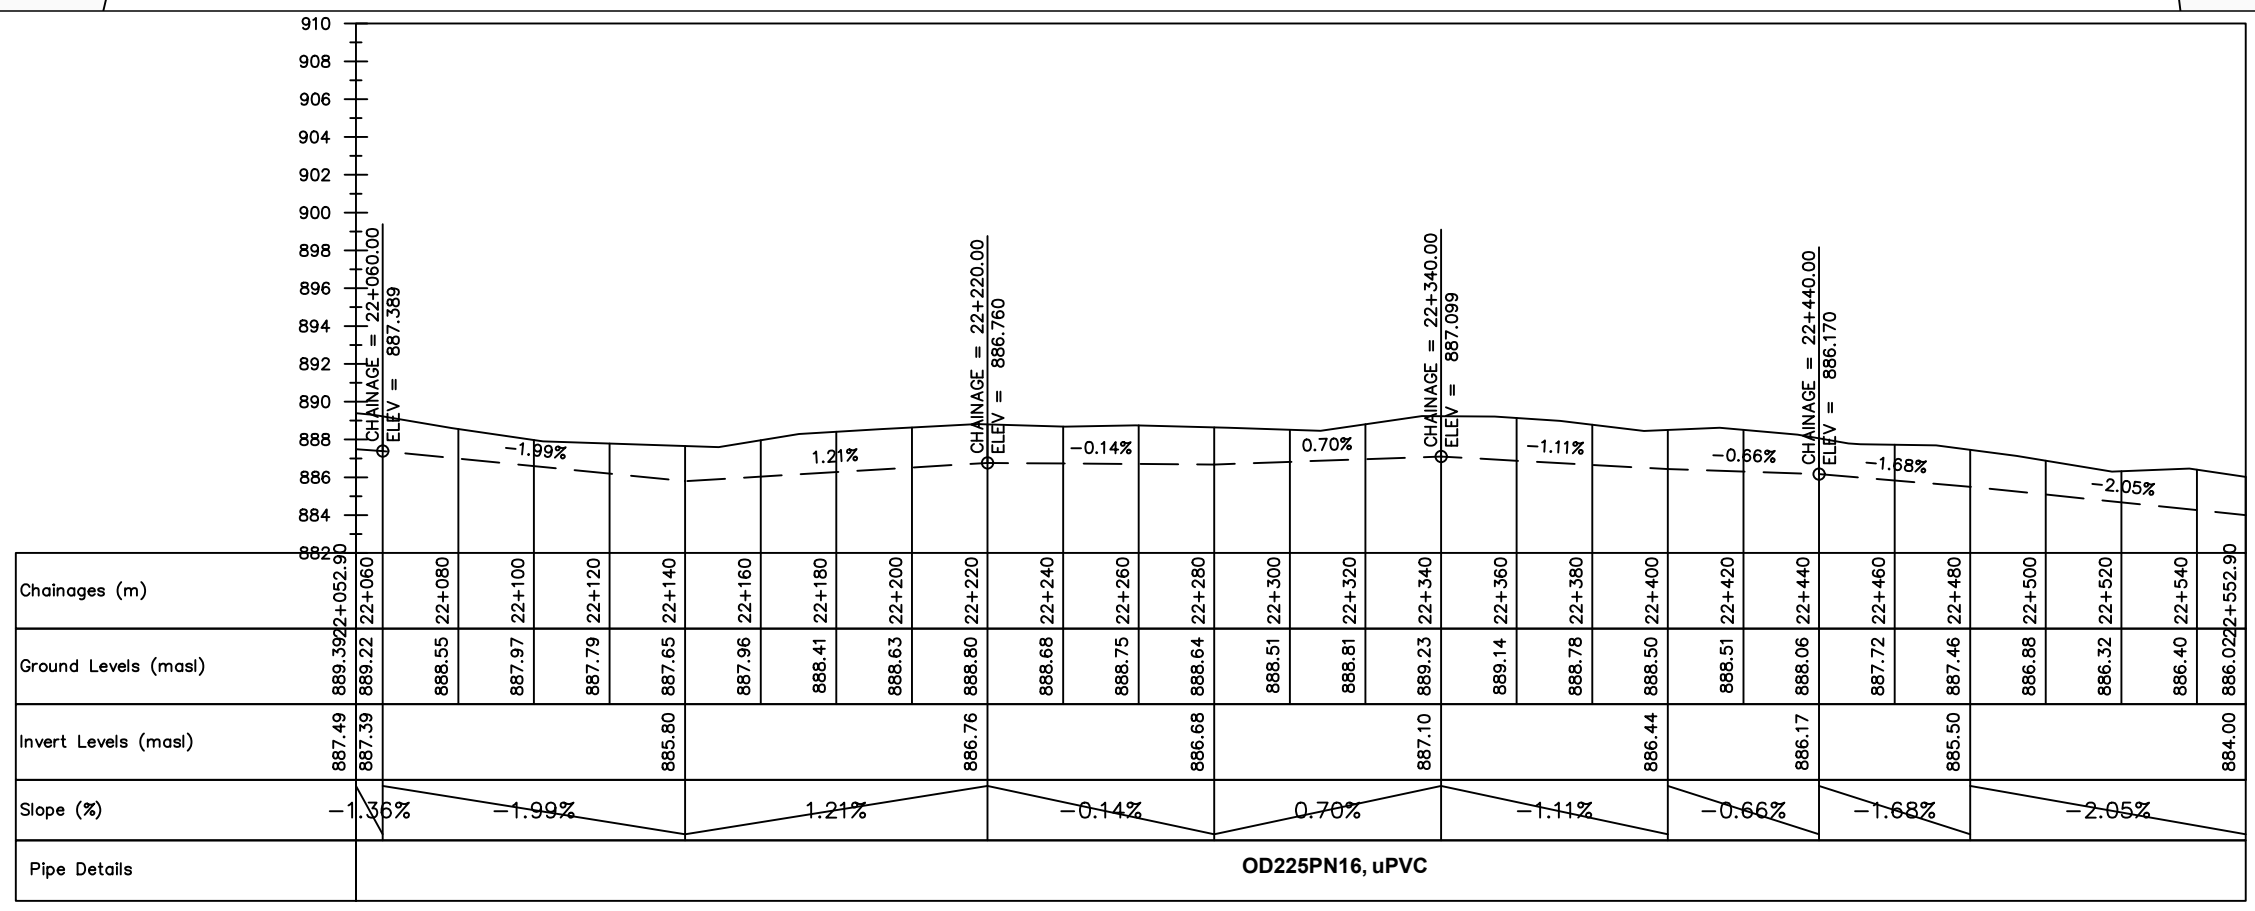 910
908
906
904
902
900
898
896
894
892
890
888
886
884
882
CHAINAGE = 22+060.00
ELEV = 887.389
CHAINAGE = 22+220.00
ELEV = 886.760
CHAINAGE = 22+340.00
ELEV = 887.099
CHAINAGE = 22+440.00
ELEV = 886.170
-1.99% 1.21% -0.14% 0.70% -1.11% -0.66% -1.68% -2.05%
Chainages (m) 22+052.90 22+060 22+080 22+100 22+120 22+140 22+160 22+180 22+200 22+220 22+240 22+260 22+280 22+300 22+320 22+340 22+360 22+380 22+400 22+420 22+440 22+460 22+480 22+500 22+520 22+540 22+552.90
Ground Levels (masl) 889.39 889.22 888.55 887.97 887.79 887.65 887.96 888.41 888.63 888.80 888.68 888.75 888.64 888.51 888.81 889.23 889.14 888.78 888.50 888.51 888.06 887.72 887.46 886.88 886.32 886.40 886.02
Invert Levels (masl) 887.49 887.39 885.80 886.76 886.68 887.10 886.44 886.17 885.50 884.00
Slope (%) -1.36% -1.99% 1.21% -0.14% 0.70% -1.11% -0.66% -1.68% -2.05%
Pipe Details OD225PN16, uPVC